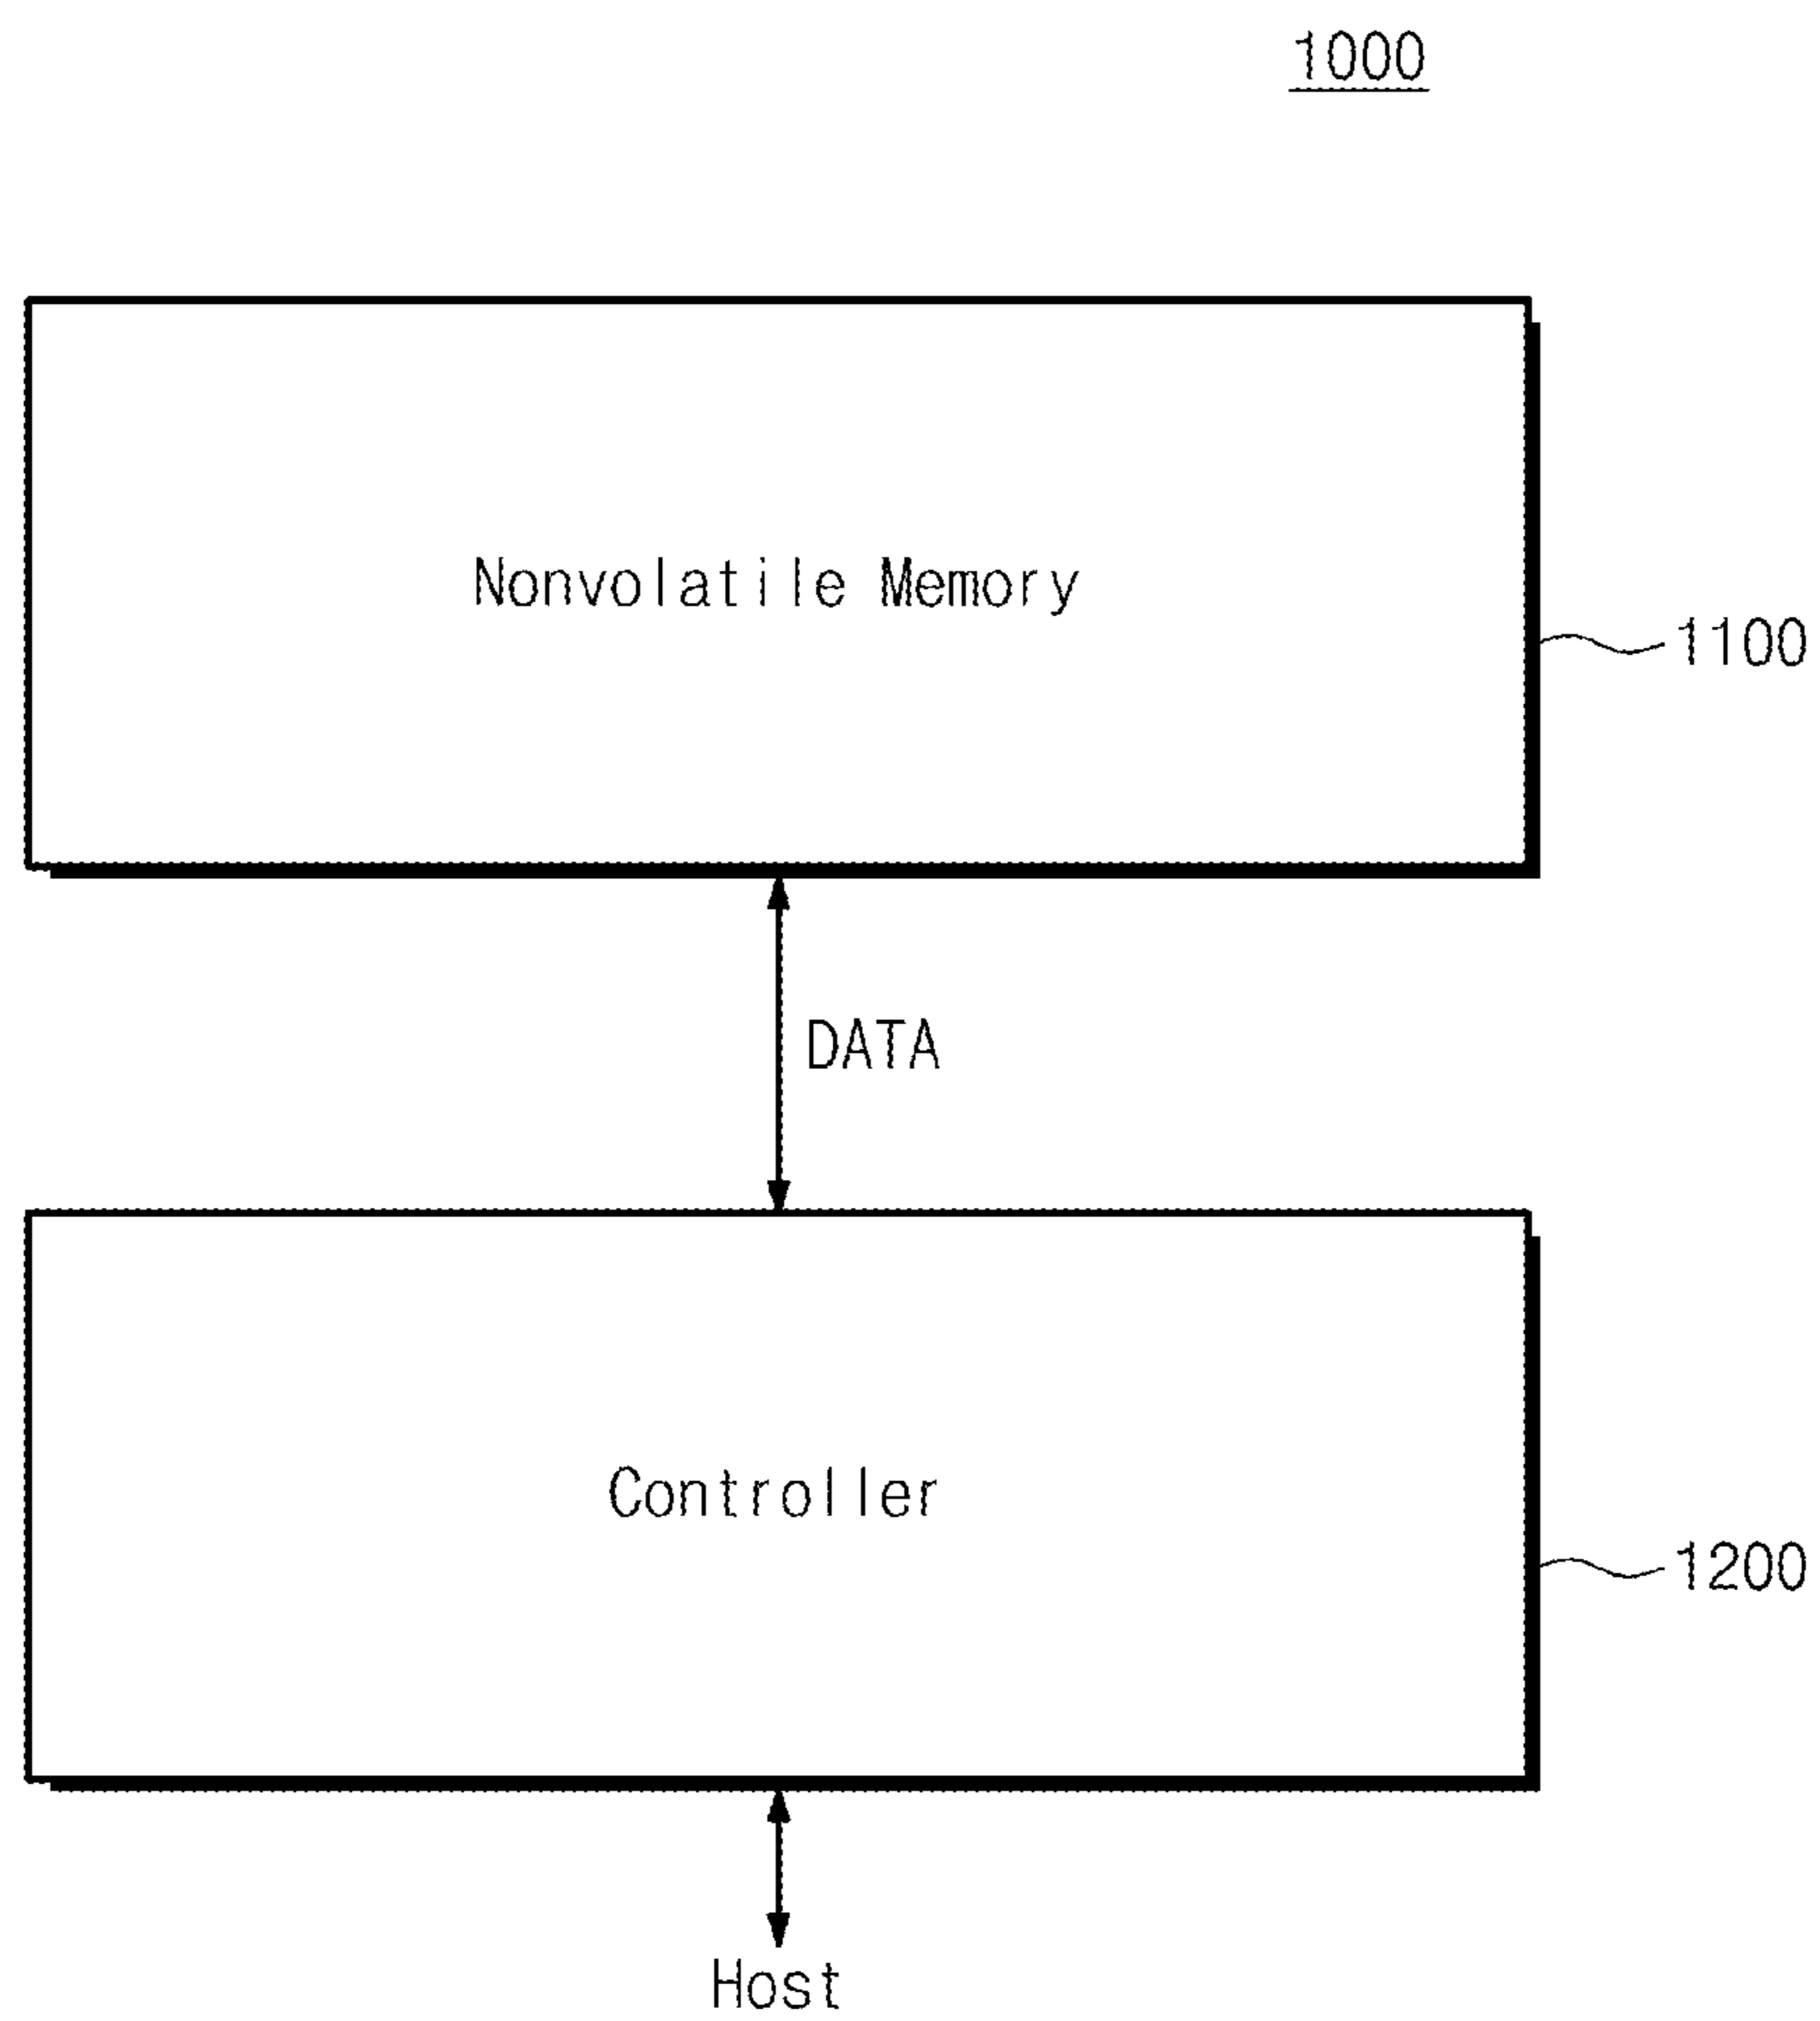 1000
Nonvolatile Memory
1100
DATA
Controller
1200
Host